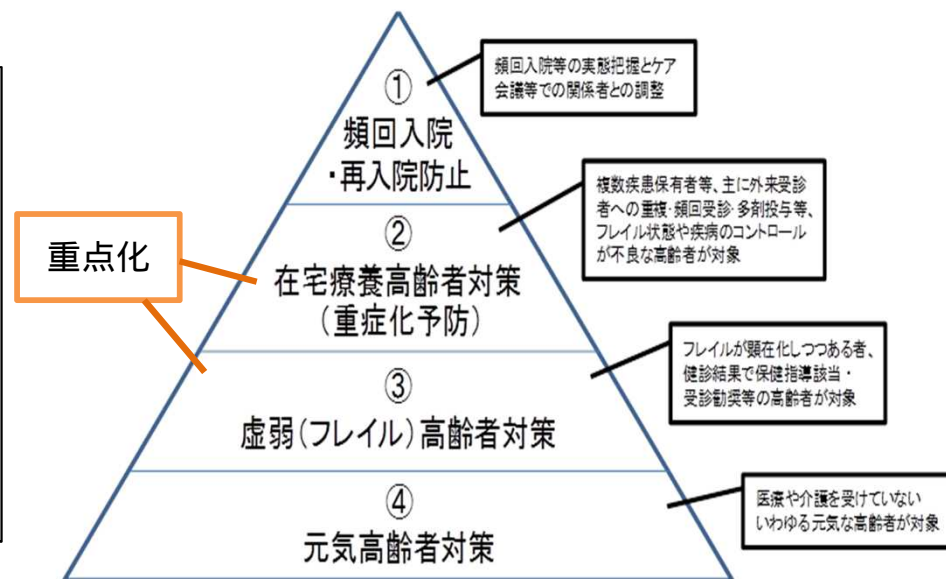 ①
頻回入院
・再入院防止
頻回入院等の実態把握とケア
会議等での関係者との調整
重点化
②
在宅療養高齢者対策
(重症化予防)
複数疾患保有者等、主に外来受診
者への重複・頻回受診・多剤投与等、
フレイル状態や疾病のコントロール
が不良な高齢者が対象
③
虚弱(フレイル)高齢者対策
フレイルが顕在化しつつある者、
健診結果で保健指導該当・
受診勧奨等の高齢者が対象
④
元気高齢者対策
医療や介護を受けていない
いわゆる元気な高齢者が対象